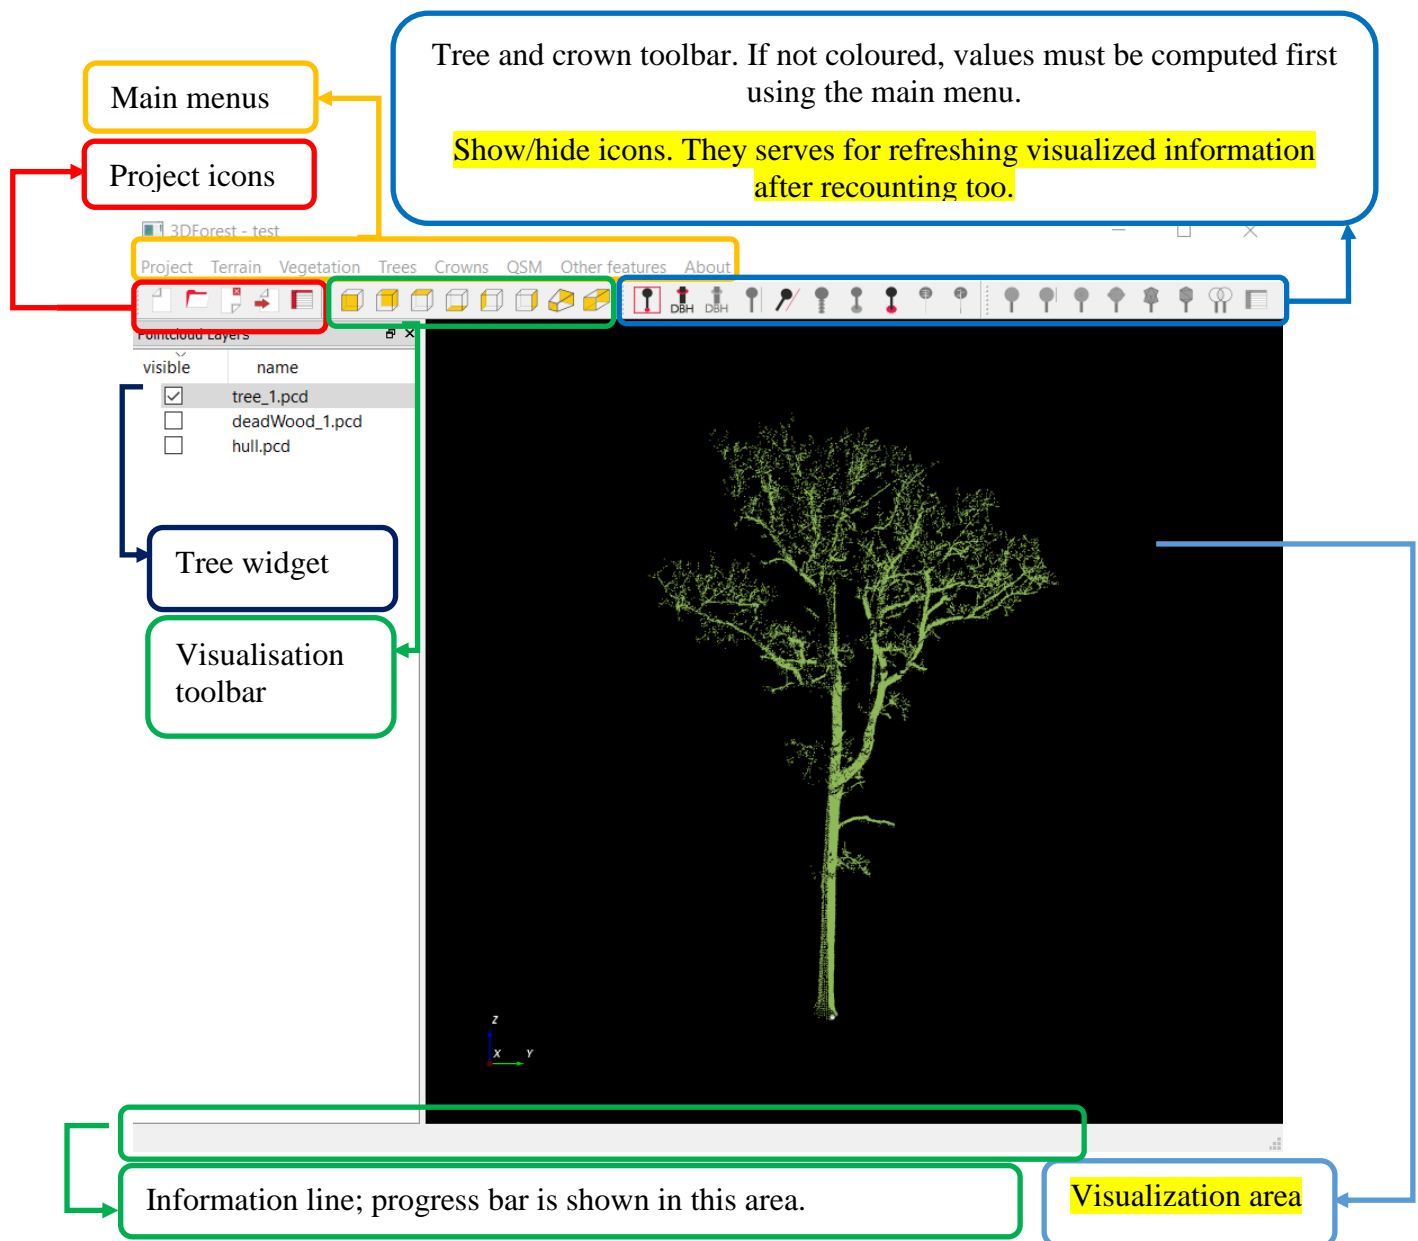 Tree and crown toolbar. If not coloured, values must be computed first
using the main menu.
Show/hide icons. They serves for refreshing visualized information
after recounting too.
Main menus
Project icons
3DForest - test
Project Terrain Vegetation Trees Crowns QSM Other features About
DBH DBH
Pointcloud Layers
visible name
tree_1.pcd
deadWood_1.pcd
hull.pcd
Tree widget
Visualisation
toolbar
Z
X Y
Information line; progress bar is shown in this area.
Visualization area